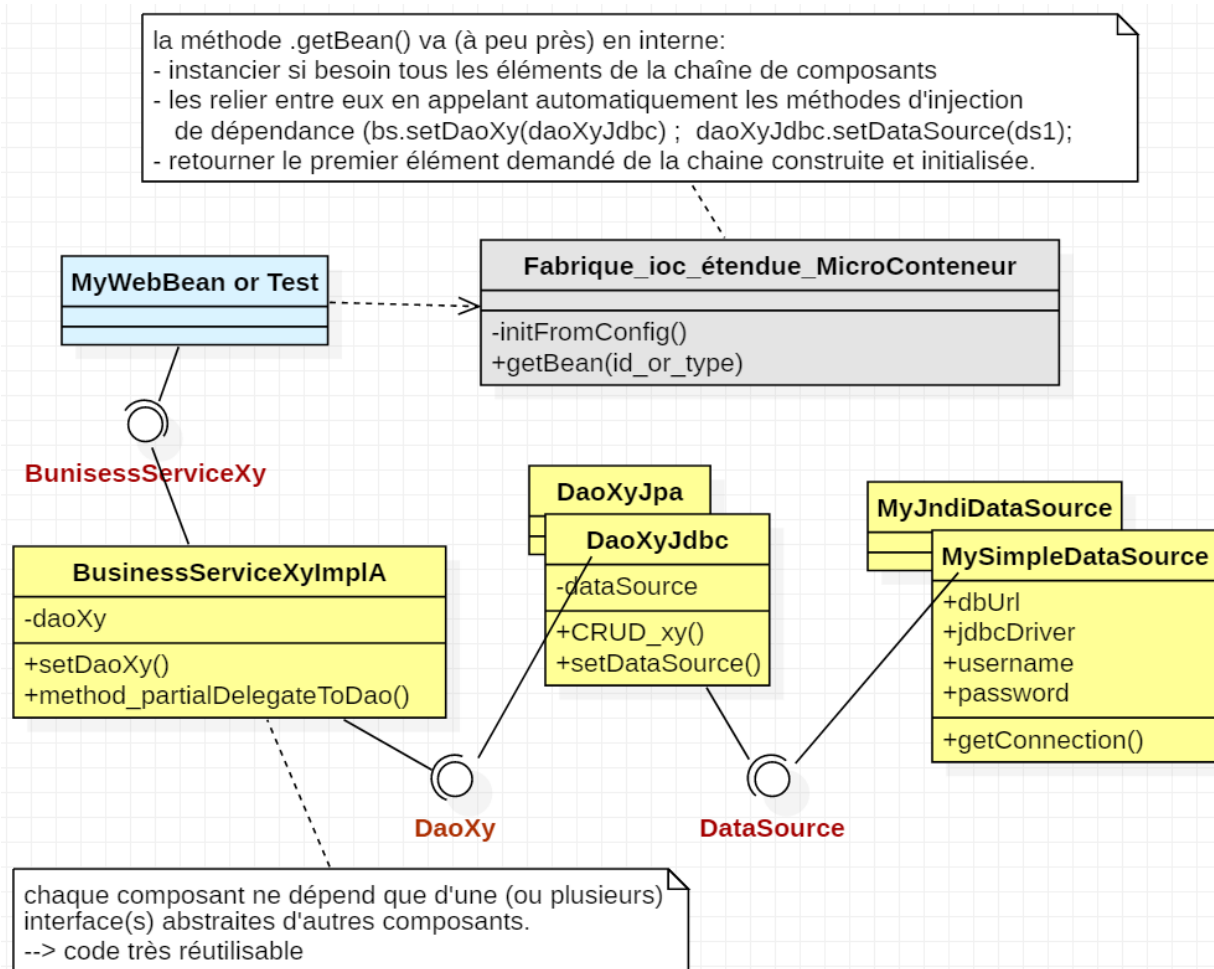 la méthode .getBean() va (à peu près) en interne:
- instancier si besoin tous les éléments de la chaîne de composants
- les relier entre eux en appelant automatiquement les méthodes d'injection
de dépendance (bs.setDaoXy(daoXyJdbc) ; daoXyJdbc.setDataSource(ds1);
- retourner le premier élément demandé de la chaine construite et initialisée.
MyWebBean or Test
Fabrique_ioc_étendue_MicroConteneur
-initFromConfig()
+getBean(id_or_type)
BunisessServiceXy
BusinessServiceXyImplA
-daoXy
+setDaoXy()
+method_partialDelegateToDao()
DaoXyJpa
DaoXyJdbc
-dataSource
+CRUD_xy()
+setDataSource()
MyJndiDataSource
MySimpleDataSource
+dbUrl
+jdbcDriver
+username
+password
+getConnection()
DaoXy
DataSource
chaque composant ne dépend que d'une (ou plusieurs)
interface(s) abstraites d'autres composants.
--> code très réutilisable